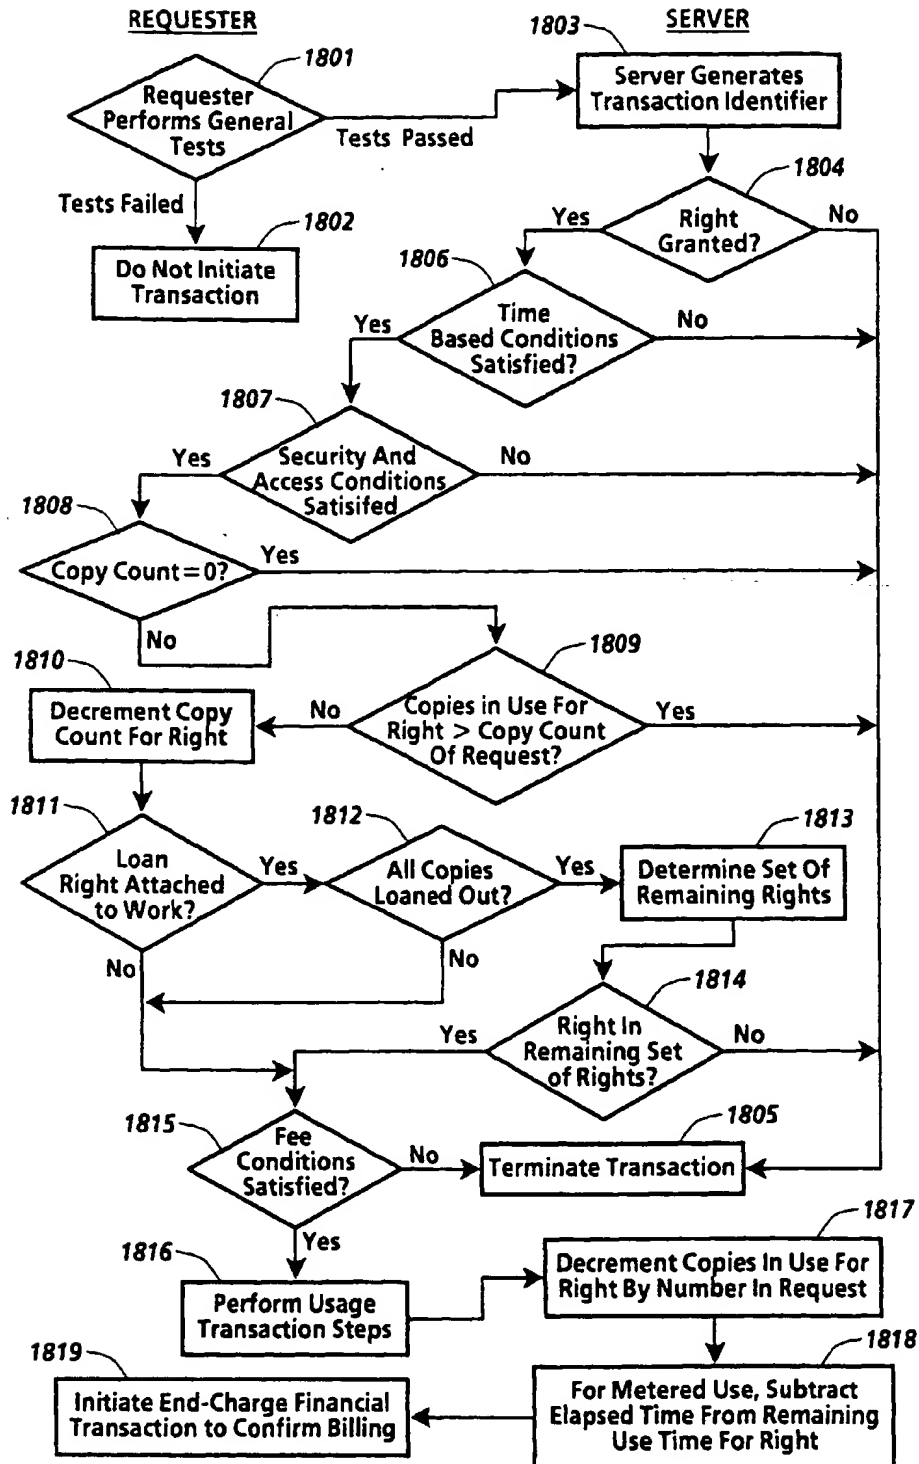 REQUESTER
SERVER
1801
1803
Requester
Performs General
Tests
Server Generates
Transaction Identifier
Tests Passed
Tests Failed
1802
Do Not Initiate
Transaction
1804
Right
Granted?
Yes
No
1806
Time
Based Conditions
Satisfied?
Yes
No
1807
Security And
Access Conditions
Satisifed
Yes
No
1808
Copy Count=0?
Yes
No
1809
Copies in Use For
Right > Copy Count
Of Request?
No
Yes
1810
Decrement Copy
Count For Right
1811
Loan
Right Attached
to Work?
Yes
No
1812
All Copies
Loaned Out?
Yes
No
1813
Determine Set Of
Remaining Rights
1814
Right In
Remaining Set
of Rights?
Yes
No
1815
Fee
Conditions
Satisfied?
No
Yes
1805
Terminate Transaction
1816
Perform Usage
Transaction Steps
1817
Decrement Copies In Use For
Right By Number In Request
1818
For Metered Use, Subtract
Elapsed Time From Remaining
Use Time For Right
1819
Initiate End-Charge Financial
Transaction to Confirm Billing